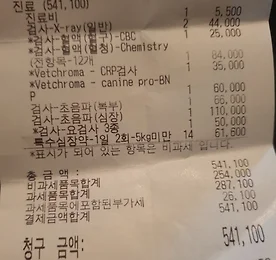 진료 (541,100)
진료비 1 5,500
검사-X-ray(일반) 2 44,000
검사-혈액(혈구)-CBC 1 25,000
*검사-혈액(혈청)-Chemistry
(전항목-12개 1 84,000
*Vetchroma - CRP검사 1 35,000
*Vetchroma - canine pro-BN
P 1 60,000
검사-초음파(복부) 1 66,000
검사-초음파(심장) 1 110,000
*검사-요검사 3종 1 50,000
특수심장약-1일 2회-5kg미만 14 61,600
*표시가 되어 있는 항목은 비과세 입니다.
총 금 액: 541,100
비과세품목합계 254,000
과세품목합계 287,100
과세품목에포함된부가세 26,100
결제금액합계 541,100
청구 금액: 541,100